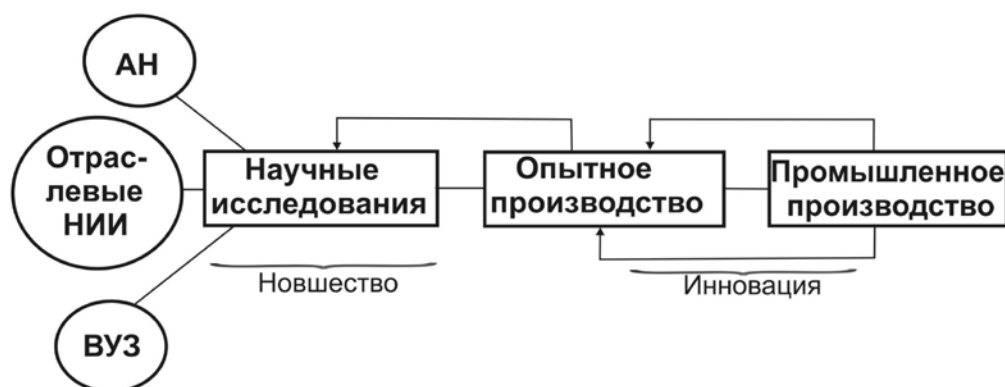 АН
Отрас-
левые
НИИ
ВУЗ
Научные
исследования
Новшество
Опытное
производство
Промышленное
производство
Инновация